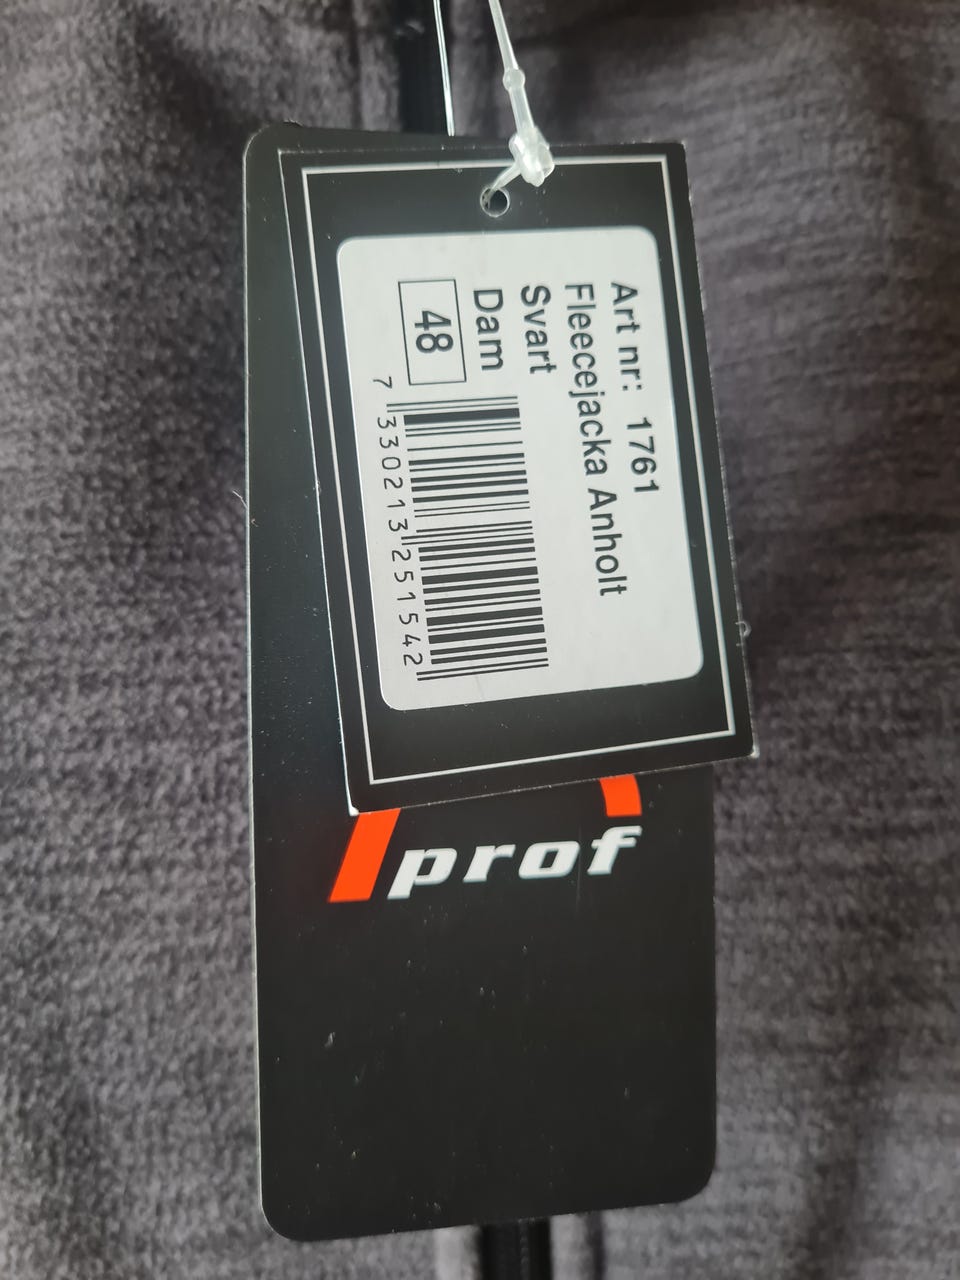 Art nr: 1761
Fleecejacka Anholt
Svart
Dam
48
7 330213 251542
prof